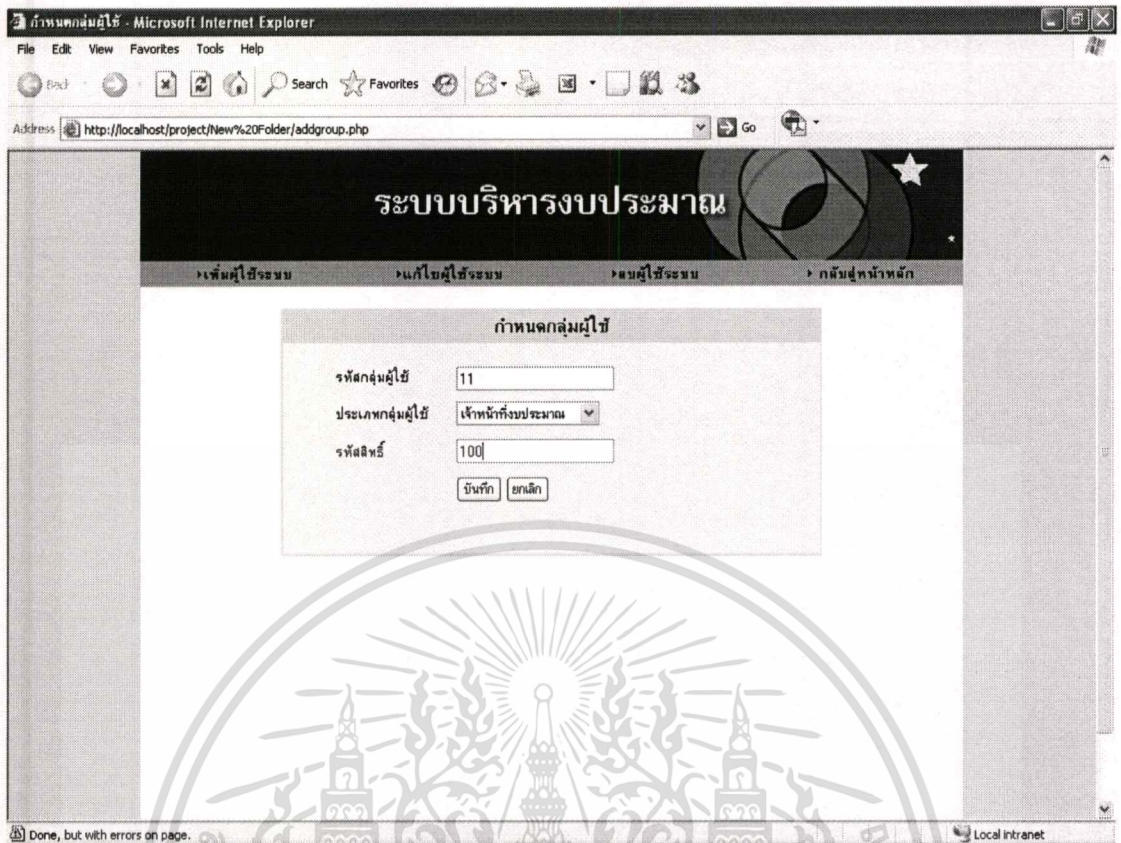 กำหนดกลุ่มผู้ใช้ - Microsoft Internet Explorer
File Edit View Favorites Tools Help
Back Search Favorites
Address http://localhost/project/New%20Folder/addgroup.php Go
ระบบบริหารงบประมาณ
เพิ่มผู้ใช้ระบบ แก้ไขผู้ใช้ระบบ ลบผู้ใช้ระบบ กลับสู่หน้าหลัก
กำหนดกลุ่มผู้ใช้
รหัสกลุ่มผู้ใช้ 11
ประเภทกลุ่มผู้ใช้ เจ้าหน้าที่งบประมาณ
รหัสสิทธิ์ 100
บันทึก ยกเลิก
Done, but with errors on page. Local intranet